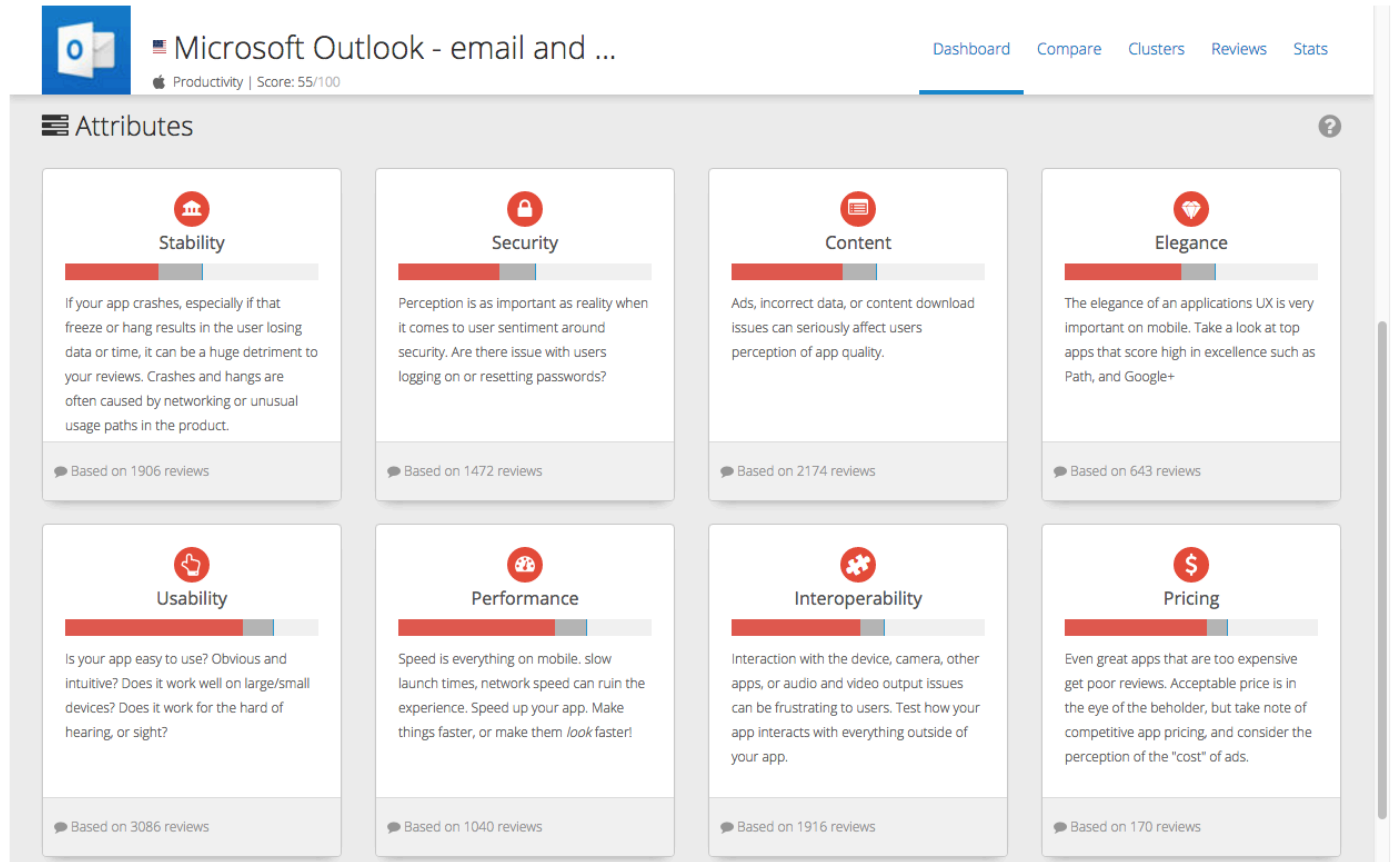 Microsoft Outlook - email and ...
Productivity | Score: 55/100
Dashboard Compare Clusters Reviews Stats
Attributes
?
Stability
If your app crashes, especially if that
freeze or hang results in the user losing
data or time, it can be a huge detriment to
your reviews. Crashes and hangs are
often caused by networking or unusual
usage paths in the product.
Based on 1906 reviews
Security
Perception is as important as reality when
it comes to user sentiment around
security. Are there issue with users
logging on or resetting passwords?
Based on 1472 reviews
Content
Ads, incorrect data, or content download
issues can seriously affect users
perception of app quality.
Based on 2174 reviews
Elegance
The elegance of an applications UX is very
important on mobile. Take a look at top
apps that score high in excellence such as
Path, and Google+
Based on 643 reviews
Usability
Is your app easy to use? Obvious and
intuitive? Does it work well on large/small
devices? Does it work for the hard of
hearing, or sight?
Based on 3086 reviews
Performance
Speed is everything on mobile. slow
launch times, network speed can ruin the
experience. Speed up your app. Make
things faster, or make them look faster!
Based on 1040 reviews
Interoperability
Interaction with the device, camera, other
apps, or audio and video output issues
can be frustrating to users. Test how your
app interacts with everything outside of
your app.
Based on 1916 reviews
$
Pricing
Even great apps that are too expensive
get poor reviews. Acceptable price is in
the eye of the beholder, but take note of
competitive app pricing, and consider the
perception of the "cost" of ads.
Based on 170 reviews